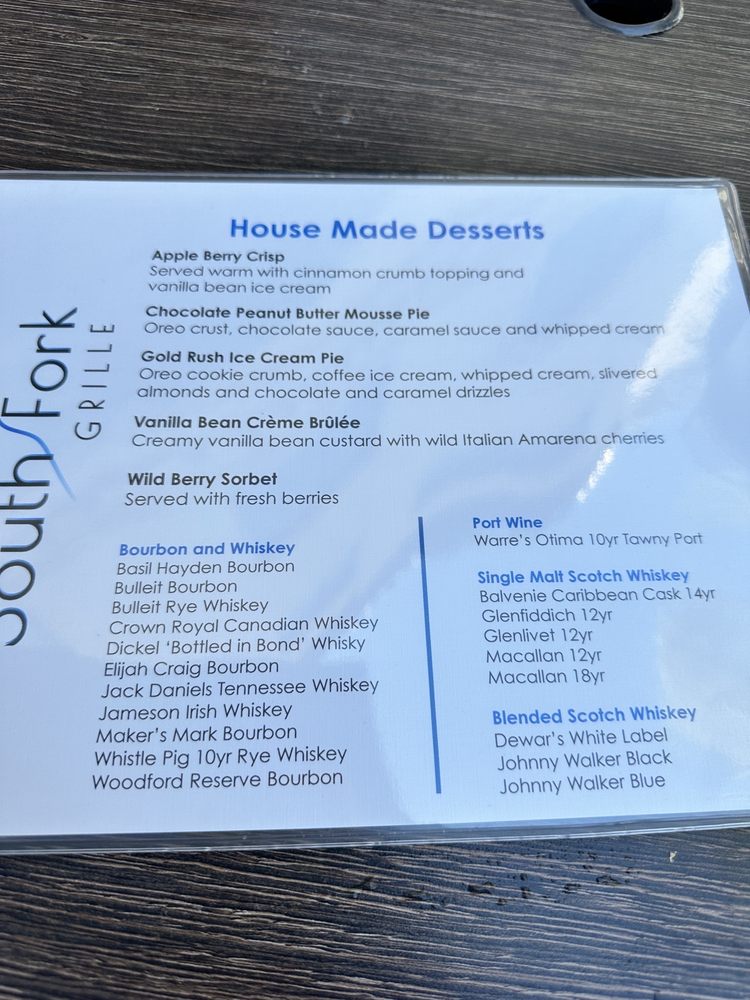 South Fork
GRILLE
House Made Desserts
Apple Berry Crisp
Served warm with cinnamon crumb topping and
vanilla bean ice cream
Chocolate Peanut Butter Mousse Pie
Oreo crust, chocolate sauce, caramel sauce and whipped cream
Gold Rush Ice Cream Pie
Oreo cookie crumb, coffee ice cream, whipped cream, slivered
almonds and chocolate and caramel drizzles
Vanilla Bean Crème Brûlée
Creamy vanilla bean custard with wild Italian Amarena cherries
Wild Berry Sorbet
Served with fresh berries
Bourbon and Whiskey
Basil Hayden Bourbon
Bulleit Bourbon
Bulleit Rye Whiskey
Crown Royal Canadian Whiskey
Dickel 'Bottled in Bond' Whisky
Elijah Craig Bourbon
Jack Daniels Tennessee Whiskey
Jameson Irish Whiskey
Maker's Mark Bourbon
Whistle Pig 10yr Rye Whiskey
Woodford Reserve Bourbon
Port Wine
Warre's Otima 10yr Tawny Port
Single Malt Scotch Whiskey
Balvenie Caribbean Cask 14yr
Glenfiddich 12yr
Glenlivet 12yr
Macallan 12yr
Macallan 18yr
Blended Scotch Whiskey
Dewar's White Label
Johnny Walker Black
Johnny Walker Blue